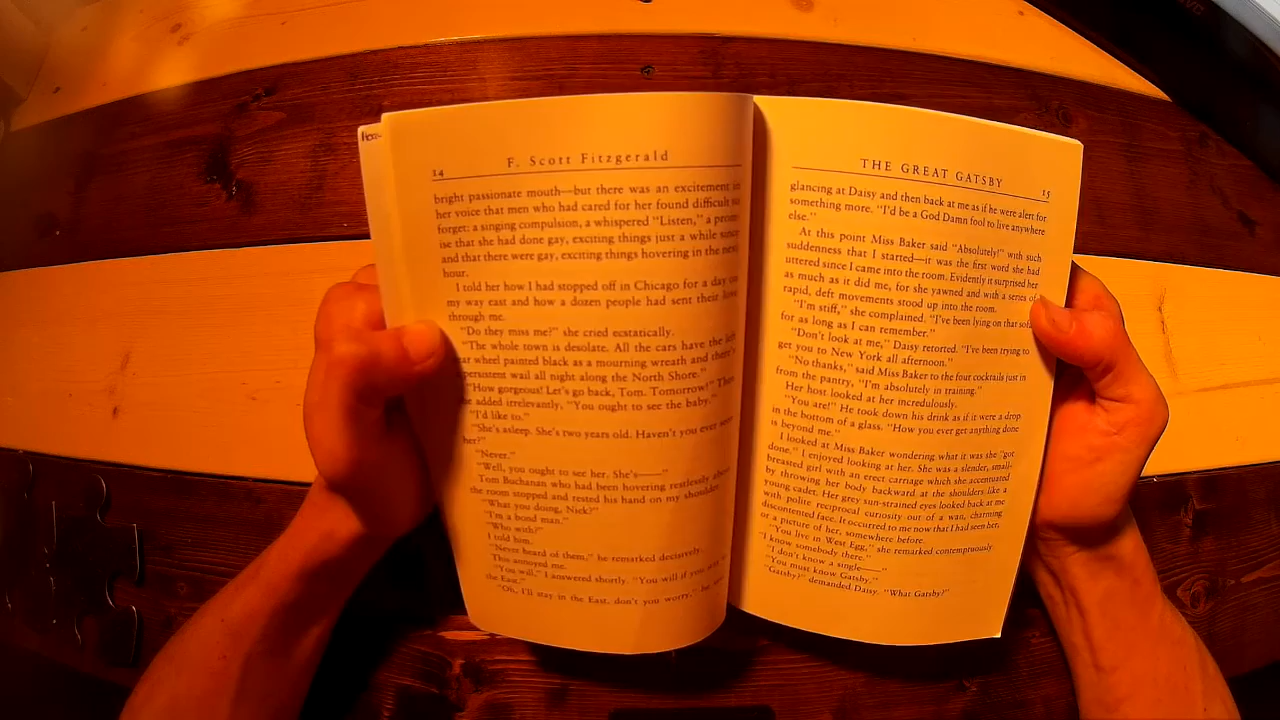 14
F. Scott Fitzgerald
bright passionate mouth—but there was an excitement in
her voice that men who had cared for her found difficult to
forget: a singing compulsion, a whispered "Listen," a prom
ise that she had done gay, exciting things just a while since
and that there were gay, exciting things hovering in the next
hour.
I told her how I had stopped off in Chicago for a day on
my way east and how a dozen people had sent their love
through me.
"Do they miss me?" she cried ecstatically.
"The whole town is desolate. All the cars have the left
ar wheel painted black as a mourning wreath and there's
persistent wail all night along the North Shore."
"How gorgeous! Let's go back, Tom. Tomorrow!" Then
he added irrelevantly, "You ought to see the baby."
"I'd like to."
"She's asleep. She's two years old. Haven't you ever seen
her?"
"Never."
"Well, you ought to see her. She's——"
Tom Buchanan who had been hovering restlessly about
the room stopped and rested his hand on my shoulder.
"What you doing, Nick?"
"I'm a bond man."
"Who with?"
I told him.
"Never heard of them," he remarked decisively.
This annoyed me.
"You will," I answered shortly. "You will if you
the East."
"Oh, I'll stay in the East, don't you worry," he
THE GREAT GATSBY
15
glancing at Daisy and then back at me as if he were alert for
something more. "I'd be a God Damn fool to live anywhere
else."
At this point Miss Baker said "Absolutely!" with such
suddenness that I started—it was the first word she had
uttered since I came into the room. Evidently it surprised her
as much as it did me, for she yawned and with a series of
rapid, deft movements stood up into the room.
"I'm stiff," she complained. "I've been lying on that sofa
for as long as I can remember."
"Don't look at me," Daisy retorted. "I've been trying to
get you to New York all afternoon."
"No thanks," said Miss Baker to the four cocktails just in
from the pantry, "I'm absolutely in training."
Her host looked at her incredulously.
"You are!" He took down his drink as if it were a drop
in the bottom of a glass. "How you ever get anything done
is beyond me."
I looked at Miss Baker wondering what it was she "got
done." I enjoyed looking at her. She was a slender, small-
breasted girl with an erect carriage which she accentuated
by throwing her body backward at the shoulders like a
young cadet. Her grey sun-strained eyes looked back at me
with polite reciprocal curiosity out of a wan, charming
discontented face. It occurred to me now that I had seen her,
or a picture of her, somewhere before.
"You live in West Egg," she remarked contemptuously.
"I know somebody there."
"I don't know a single——"
"You must know Gatsby."
"Gatsby?" demanded Daisy. "What Gatsby?"